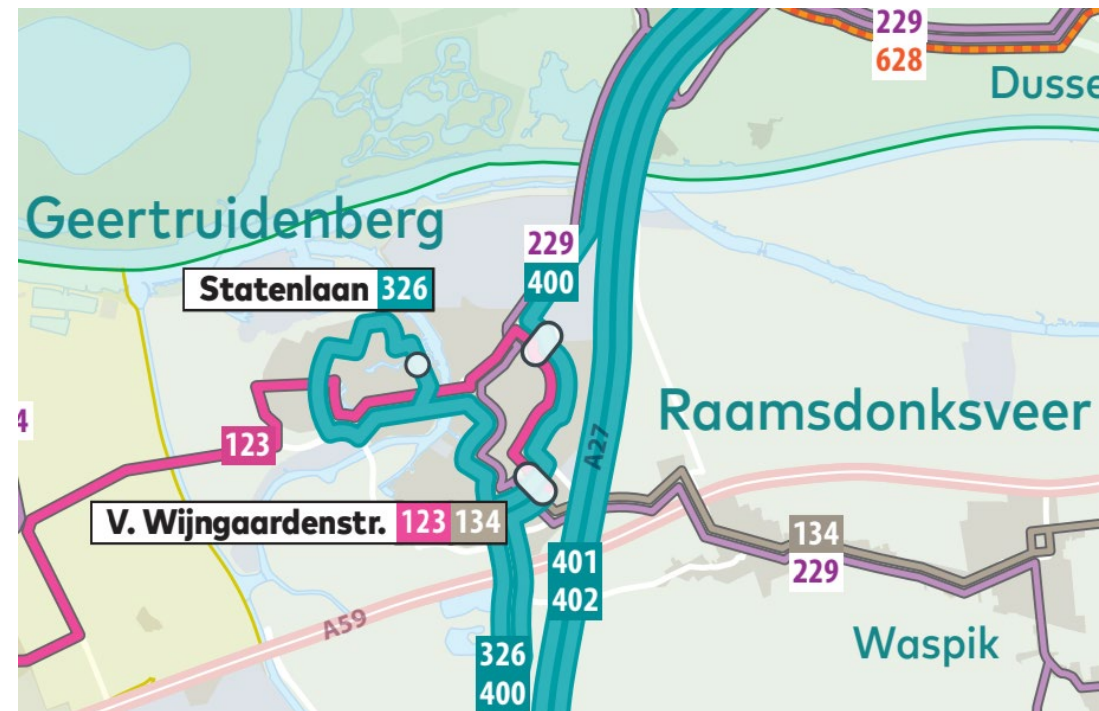 229
628
Dusse
Geertruidenberg
229
400
Statenlaan 326
4
123
A27
Raamsdonksveer
V. Wijngaardenstr. 123 134
134
229
401
402
A59
326
400
Waspik